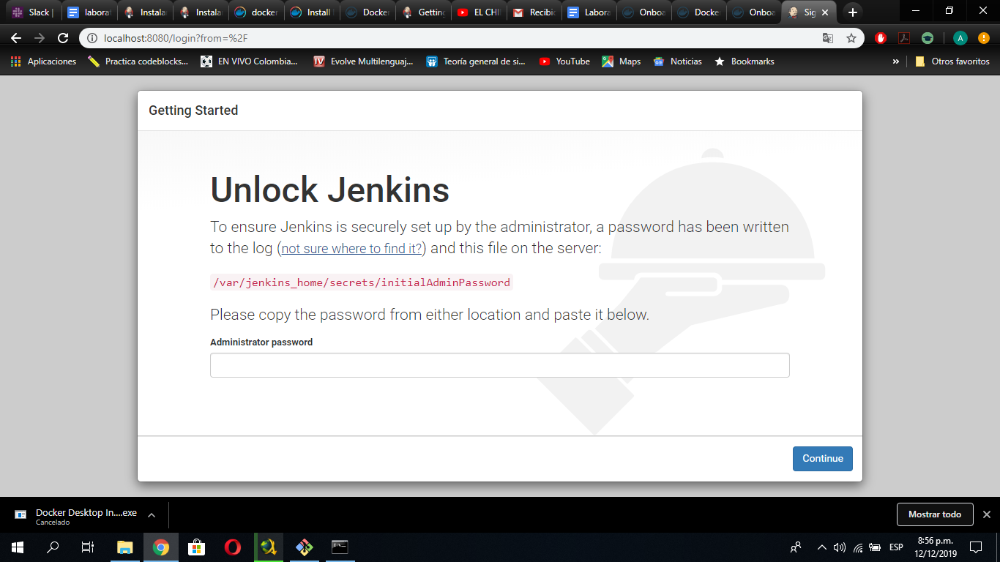 Slack |
laborat
Instalar
Instalar
docker
Install
Docker
Getting
EL CHI
Recibid
Labora
Onboa
Docker
Onboa
Sig
localhost:8080/login?from=%2F
A
Aplicaciones
Practica codeblocks...
EN VIVO Colombia...
Evolve Multilenguaj...
Teoría general de si...
YouTube
Maps
Noticias
Bookmarks
»
Otros favoritos
Getting Started
Unlock Jenkins
To ensure Jenkins is securely set up by the administrator, a password has been written
to the log (not sure where to find it?) and this file on the server:
/var/jenkins_home/secrets/initialAdminPassword
Please copy the password from either location and paste it below.
Administrator password
Continue
Docker Desktop In....exe
Cancelado
Mostrar todo
ESP
8:56 p.m.
12/12/2019